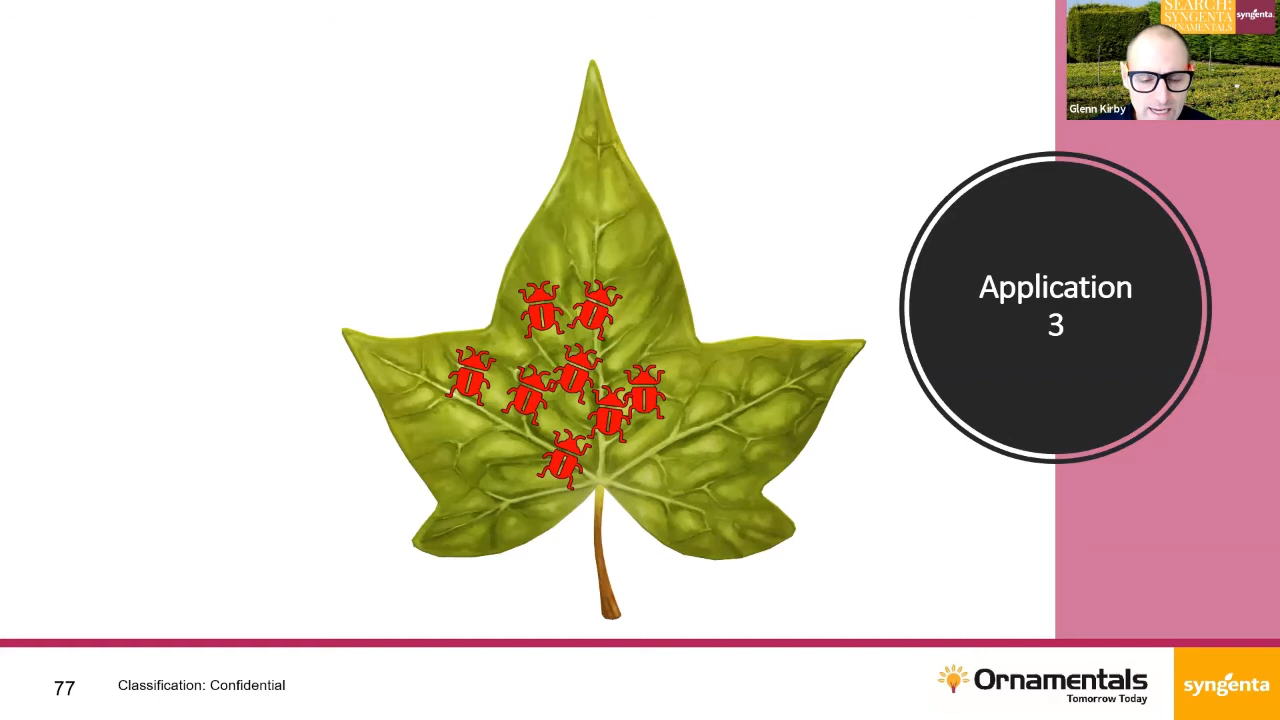 SEARCH:
SYNGENTA
ORNAMENTALS
syngenta.
Glenn Kirby
Application
3
77
Classification: Confidential
Ornamentals
Tomorrow Today
syngenta